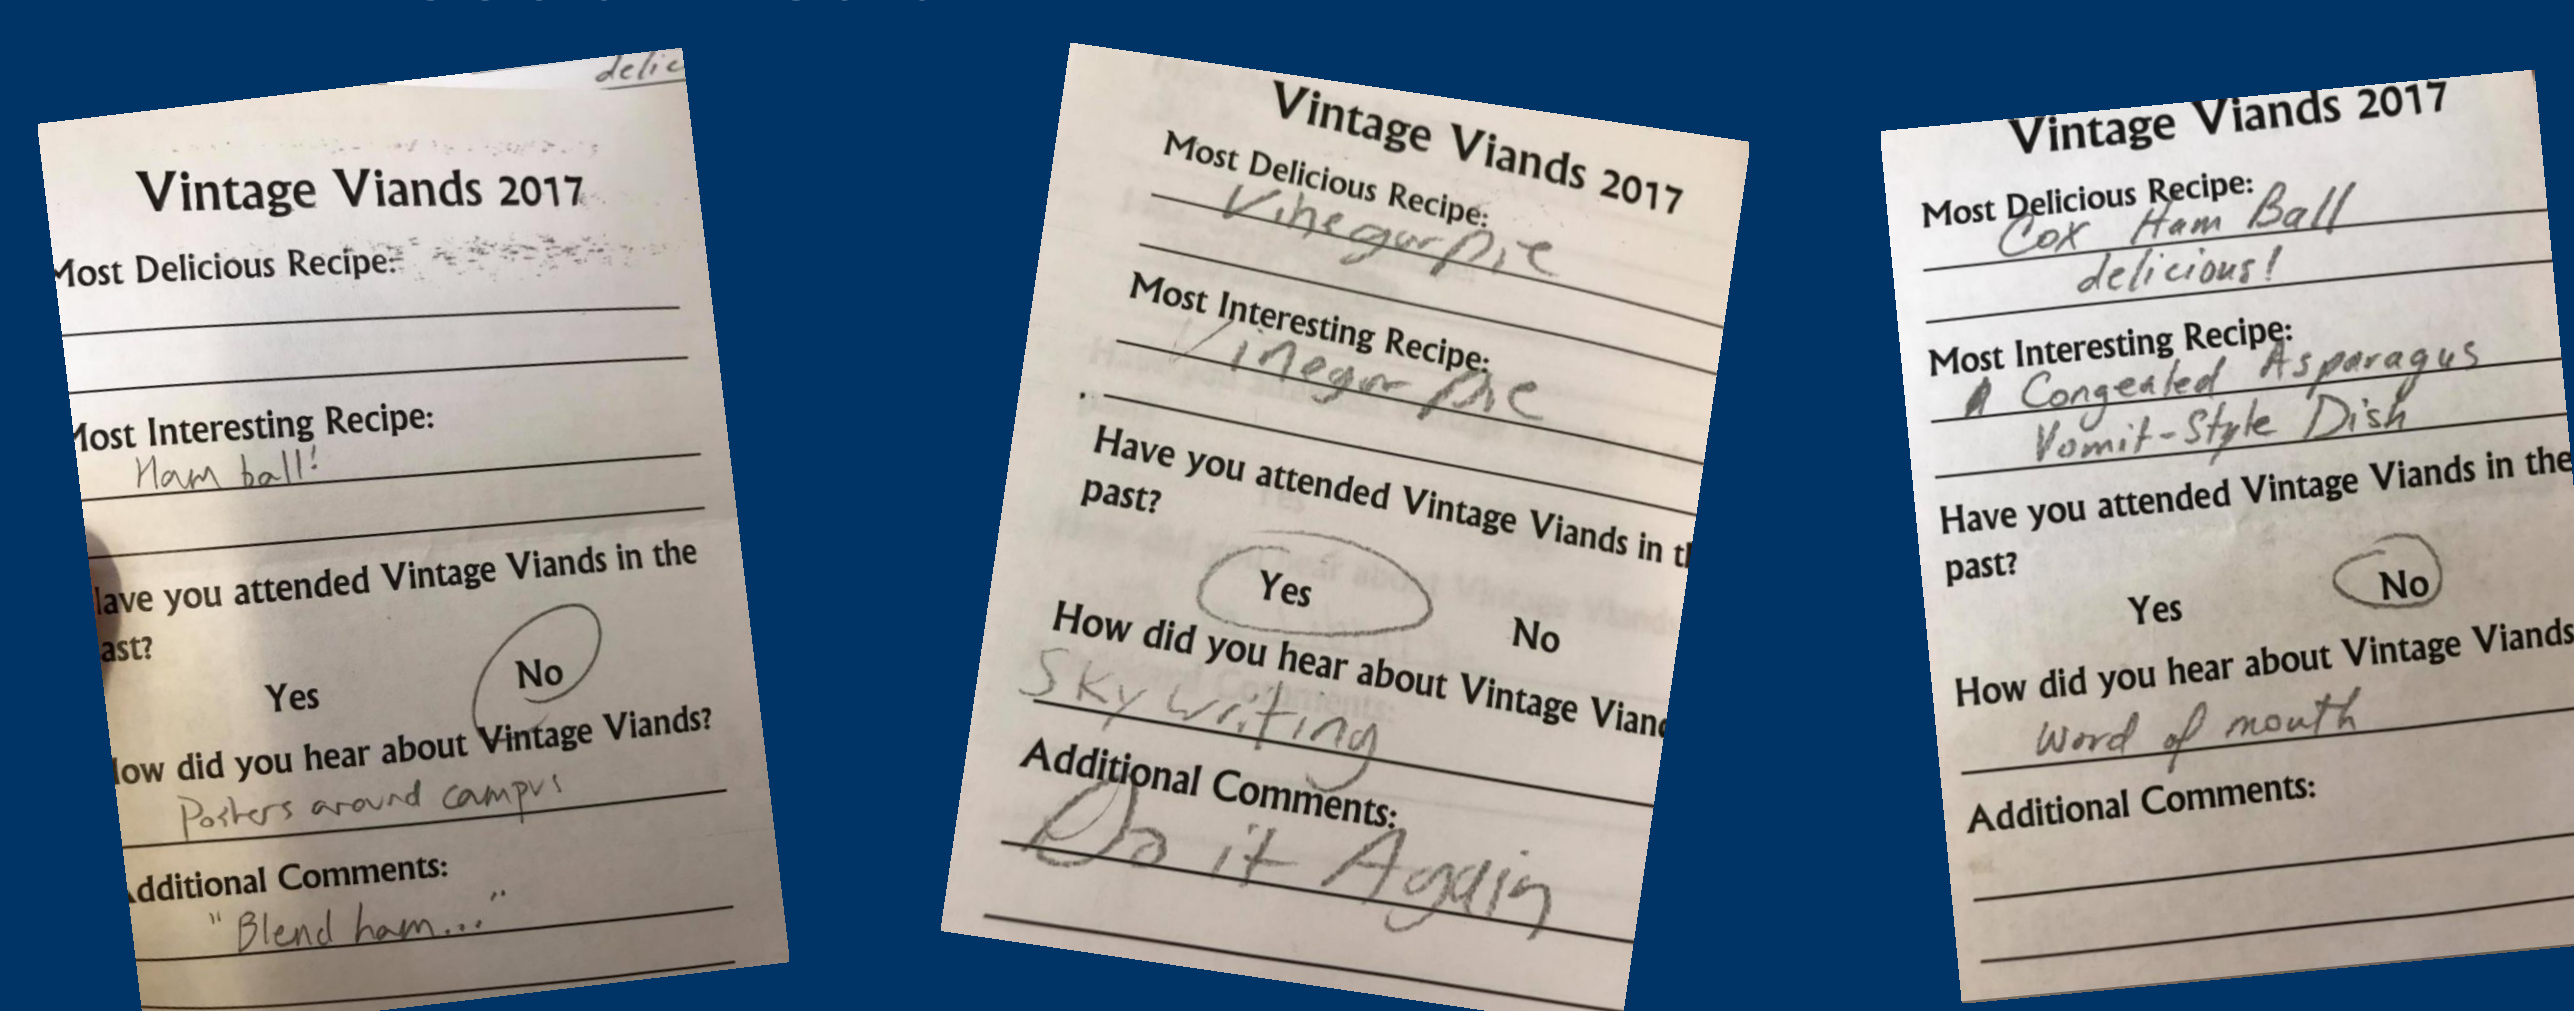 delic
Vintage Viands 2017
Most Delicious Recipe:
Most Interesting Recipe:
Ham ball!
Have you attended Vintage Viands in the
past?
Yes No
How did you hear about Vintage Viands?
Posters around campus
Additional Comments:
"Blend ham..."
Vintage Viands 2017
Most Delicious Recipe:
Vinegar Pie
Most Interesting Recipe:
Vinegar Pie
Have you attended Vintage Viands in th
past?
Yes No
How did you hear about Vintage Viand
Sky writing
Additional Comments:
Do it Again
Vintage Viands 2017
Most Delicious Recipe:
Cox Ham Ball
delicious!
Most Interesting Recipe:
A Congealed Asparagus
Vomit-Style Dish
Have you attended Vintage Viands in the
past?
Yes No
How did you hear about Vintage Viands
Word of mouth
Additional Comments: